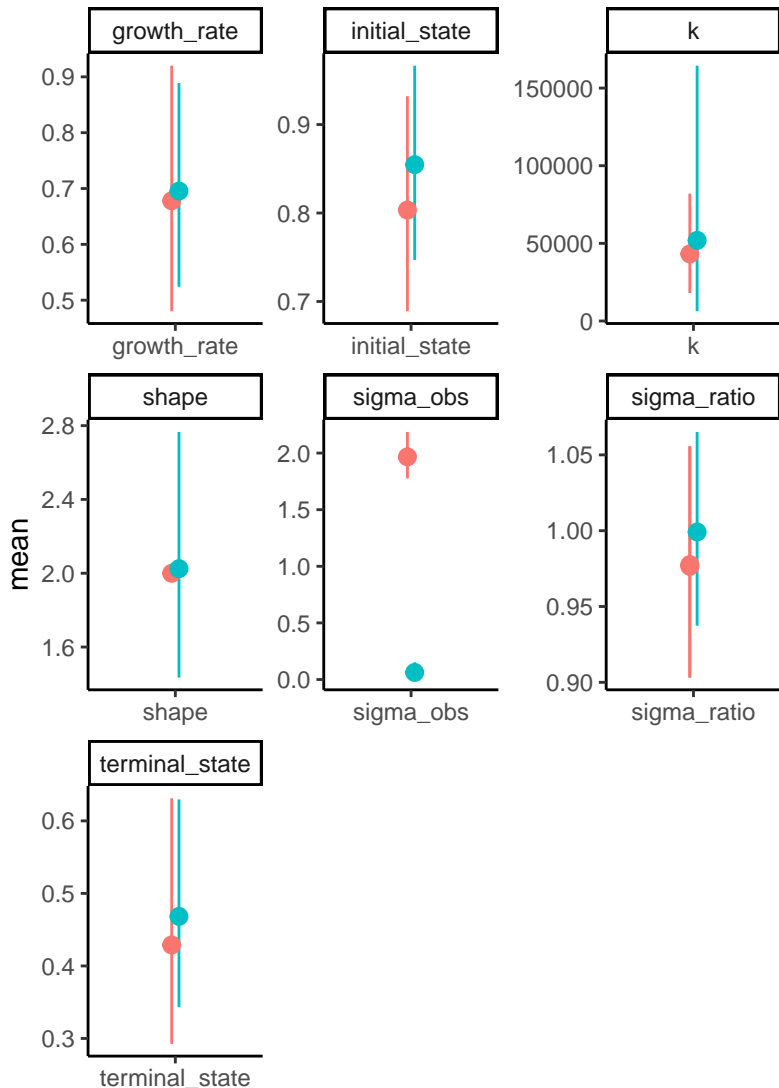 growth_rate
initial_state
k
0.9
0.8
0.7
0.6
0.5
0.9
0.8
0.7
150000
100000
50000
0
growth_rate
initial_state
k
shape
sigma_obs
sigma_ratio
mean
2.8
2.4
2.0
1.6
2.0
1.5
1.0
0.5
0.0
1.05
1.00
0.95
0.90
shape
sigma_obs
sigma_ratio
terminal_state
0.6
0.5
0.4
0.3
terminal_state